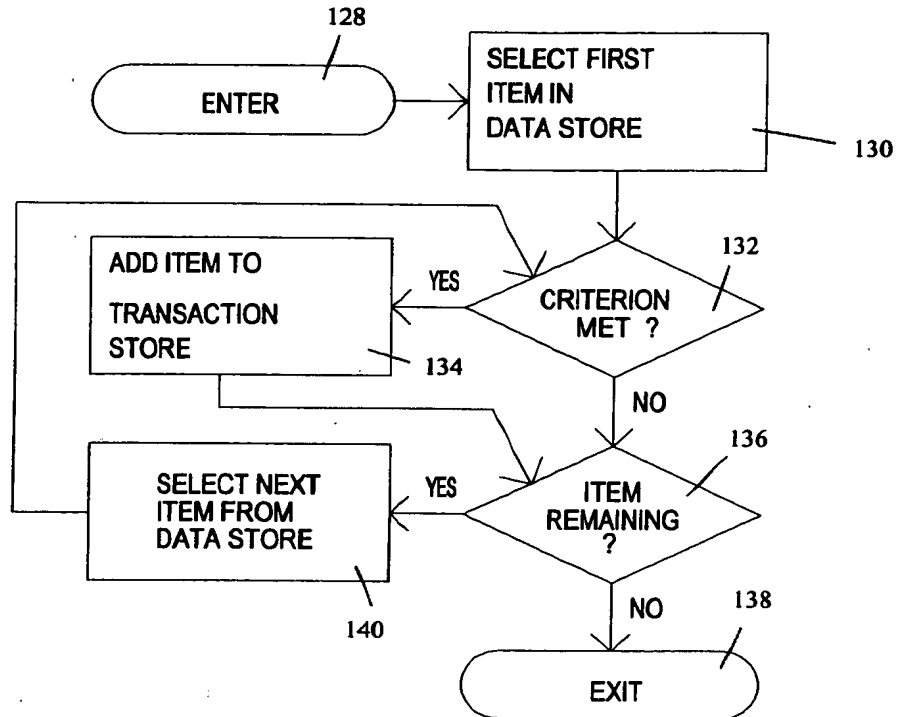 128
ENTER
SELECT FIRST
ITEM IN
DATA STORE
130
ADD ITEM TO
TRANSACTION
STORE
134
YES
CRITERION
MET ?
132
NO
SELECT NEXT
ITEM FROM
DATA STORE
140
YES
ITEM
REMAINING
?
136
NO
138
EXIT